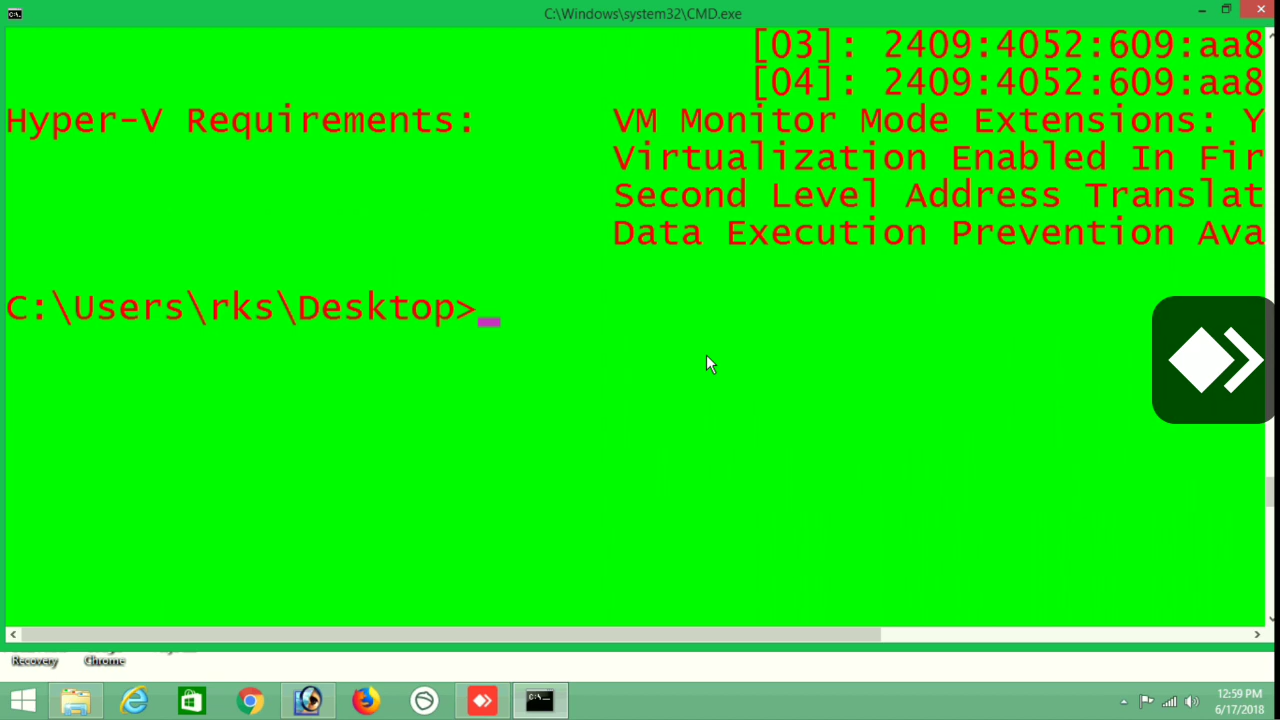 C:\Windows\system32\CMD.exe
[03]: 2409:4052:609:aa8
[04]: 2409:4052:609:aa8
Hyper-V Requirements: VM Monitor Mode Extensions: Y
Virtualization Enabled In Fir
Second Level Address Translat
Data Execution Prevention Ava
C:\Users\rks\Desktop>
Recovery Chrome
12:59 PM
6/17/2018